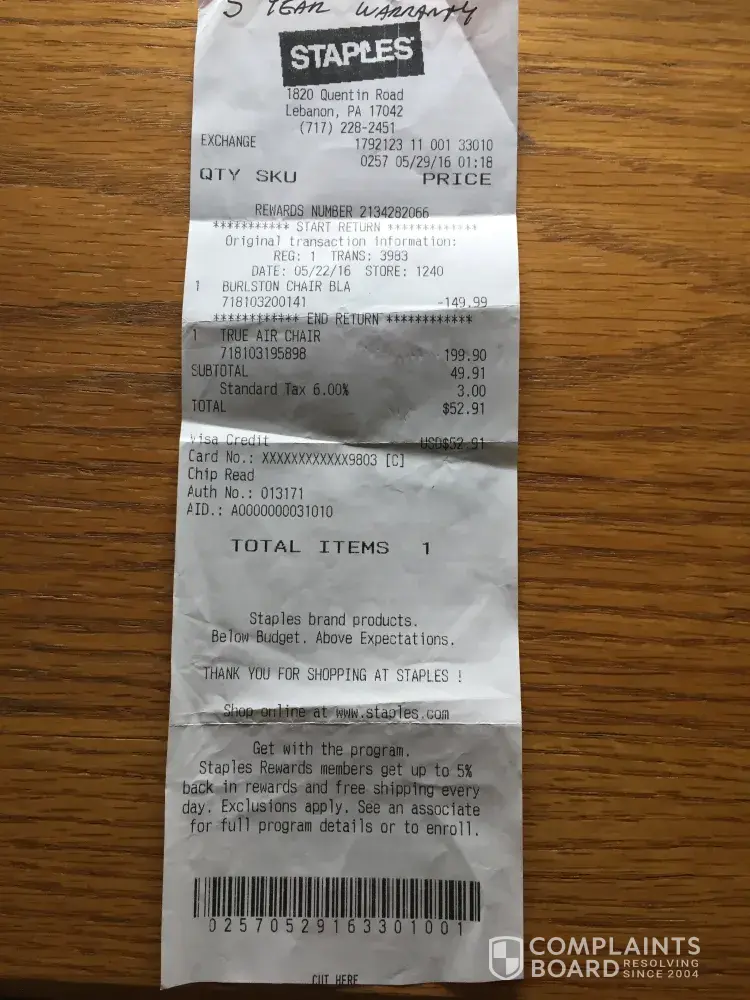 5 YEAR WARRANTY
STAPLES
1820 Quentin Road
Lebanon, PA 17042
(717) 228-2451
EXCHANGE 1792123 11 001 33010
0257 05/29/16 01:18
QTY SKU PRICE
REWARDS NUMBER 2134282066
*********** START RETURN *************
Original transaction information:
REG: 1 TRANS: 3983
DATE: 05/22/16 STORE: 1240
1 BURLSTON CHAIR BLA
718103200141 -149.99
************ END RETURN ************
1 TRUE AIR CHAIR
718103195898 199.90
SUBTOTAL 49.91
Standard Tax 6.00% 3.00
TOTAL $52.91
Visa Credit USD$52.91
Card No.: XXXXXXXXXXXX9803 [C]
Chip Read
Auth No.: 013171
AID.: A0000000031010
TOTAL ITEMS 1
Staples brand products.
Below Budget. Above Expectations.
THANK YOU FOR SHOPPING AT STAPLES !
Shop online at www.staples.com
Get with the program.
Staples Rewards members get up to 5%
back in rewards and free shipping every
day. Exclusions apply. See an associate
for full program details or to enroll.
02570529163301001
CUT HERE
COMPLAINTS
BOARD RESOLVING
SINCE 2004